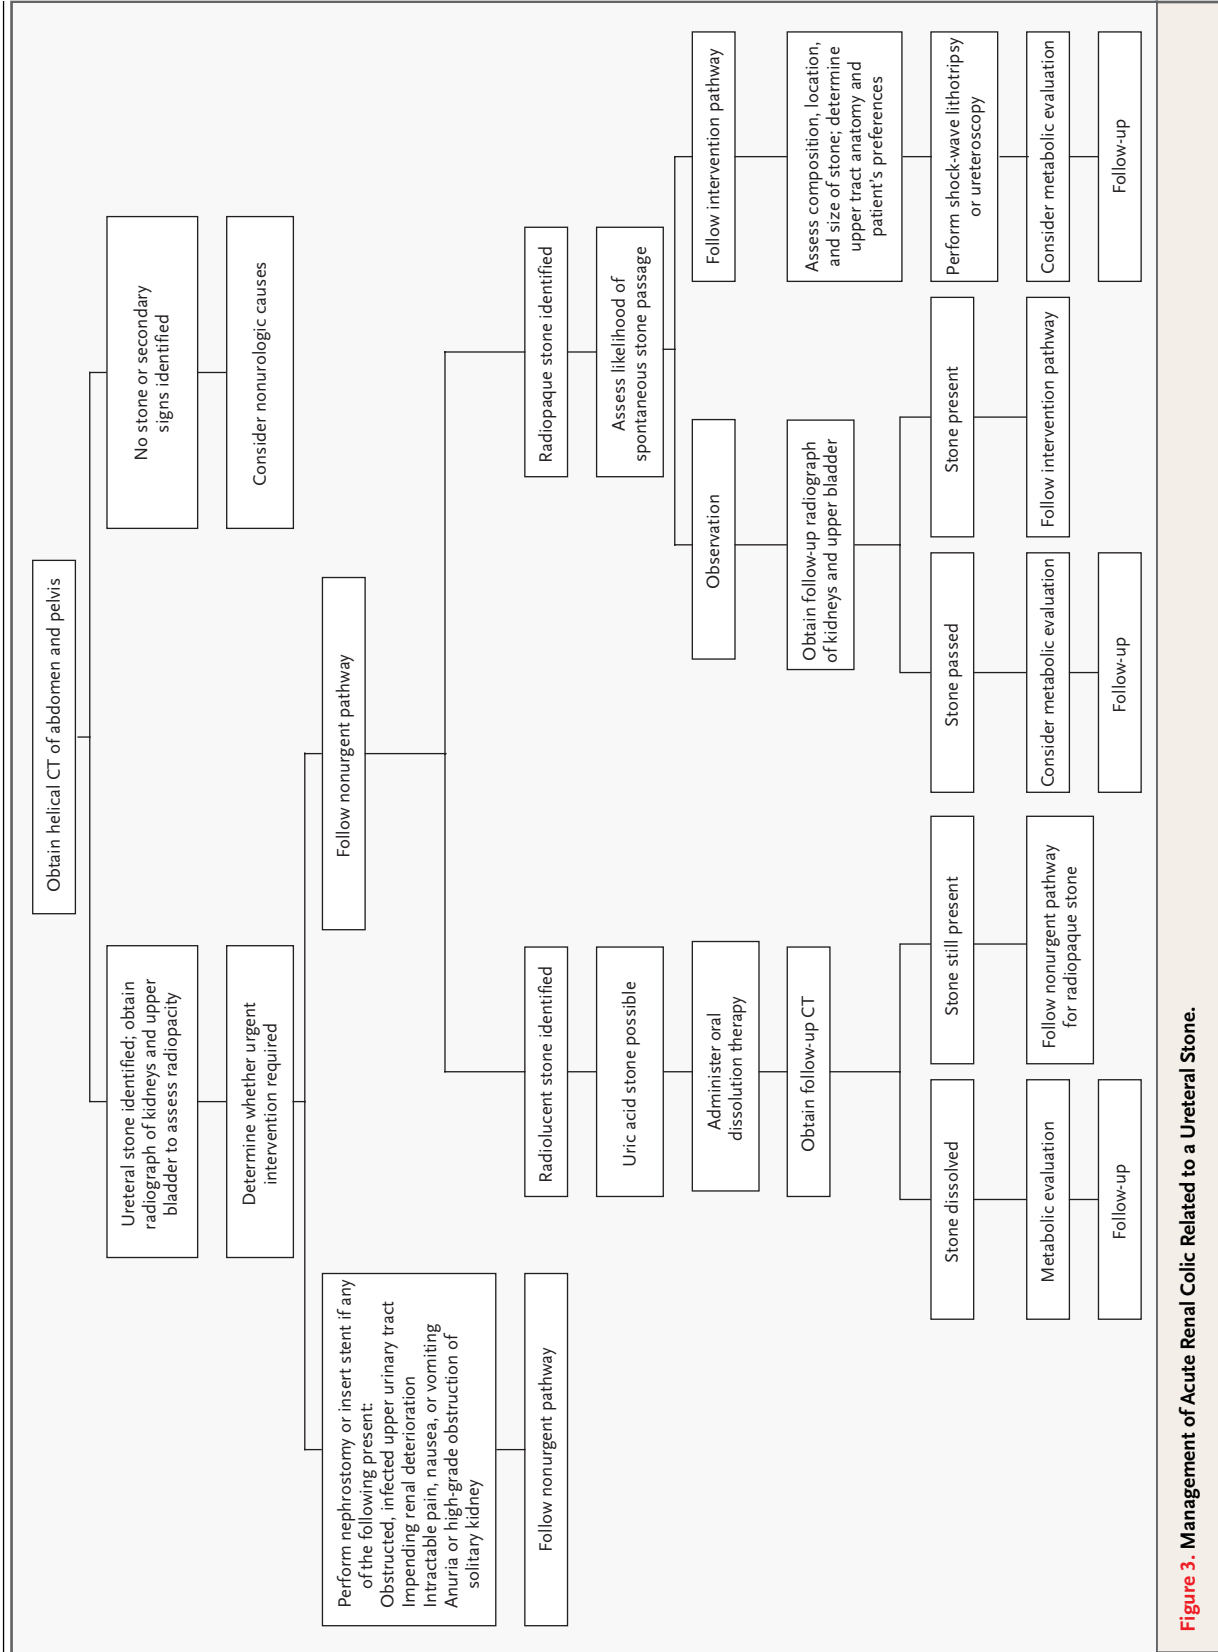 Obtain helical CT of abdomen and pelvis
Ureteral stone identified; obtain
radiograph of kidneys and upper
bladder to assess radiopacity
No stone or secondary
signs identified
Determine whether urgent
intervention required
Consider nonurologic causes
Perform nephrostomy or insert stent if any
of the following present:
Obstructed, infected upper urinary tract
Impending renal deterioration
Intractable pain, nausea, or vomiting
Anuria or high-grade obstruction of
solitary kidney
Follow nonurgent pathway
Follow nonurgent pathway
Radiolucent stone identified
Radiopaque stone identified
Uric acid stone possible
Assess likelihood of
spontaneous stone passage
Administer oral
dissolution therapy
Observation
Follow intervention pathway
Obtain follow-up CT
Obtain follow-up radiograph
of kidneys and upper bladder
Assess composition, location,
and size of stone; determine
upper tract anatomy and
patient's preferences
Stone dissolved
Stone still present
Stone passed
Stone present
Perform shock-wave lithotripsy
or ureteroscopy
Metabolic evaluation
Follow nonurgent pathway
for radiopaque stone
Consider metabolic evaluation
Follow intervention pathway
Consider metabolic evaluation
Follow-up
Follow-up
Follow-up
Figure 3. Management of Acute Renal Colic Related to a Ureteral Stone.